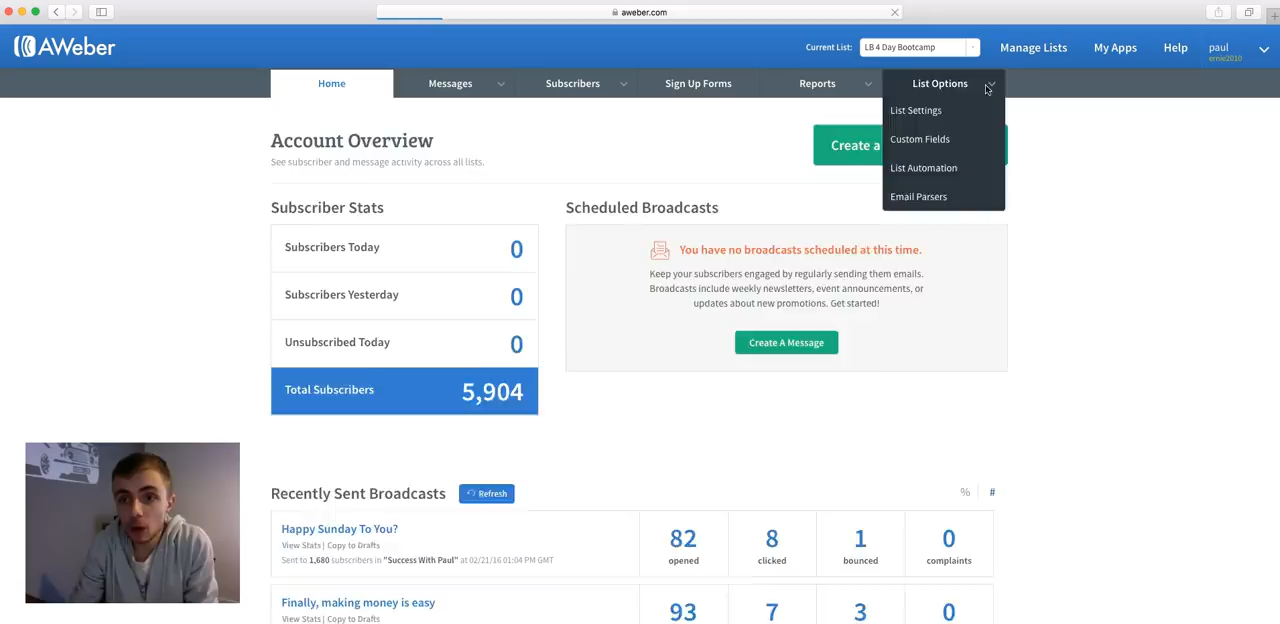 aweber.com
AWeber
Current List:
LB 4 Day Bootcamp
Manage Lists
My Apps
Help
paul
ernie2010
Home
Messages
Subscribers
Sign Up Forms
Reports
List Options
List Settings
Custom Fields
List Automation
Email Parsers
Account Overview
See subscriber and message activity across all lists.
Create a
Subscriber Stats
Subscribers Today 0
Subscribers Yesterday 0
Unsubscribed Today 0
Total Subscribers 5,904
Scheduled Broadcasts
You have no broadcasts scheduled at this time.
Keep your subscribers engaged by regularly sending them emails.
Broadcasts include weekly newsletters, event announcements, or
updates about new promotions. Get started!
Create A Message
Recently Sent Broadcasts
Refresh
% | #
Happy Sunday To You?
View Stats | Copy to Drafts
Sent to 1,680 subscribers in "Success With Paul" at 02/21/16 01:04 PM GMT
82 8 1 0
opened clicked bounced complaints
Finally, making money is easy
View Stats | Copy to Drafts
93 7 3 0